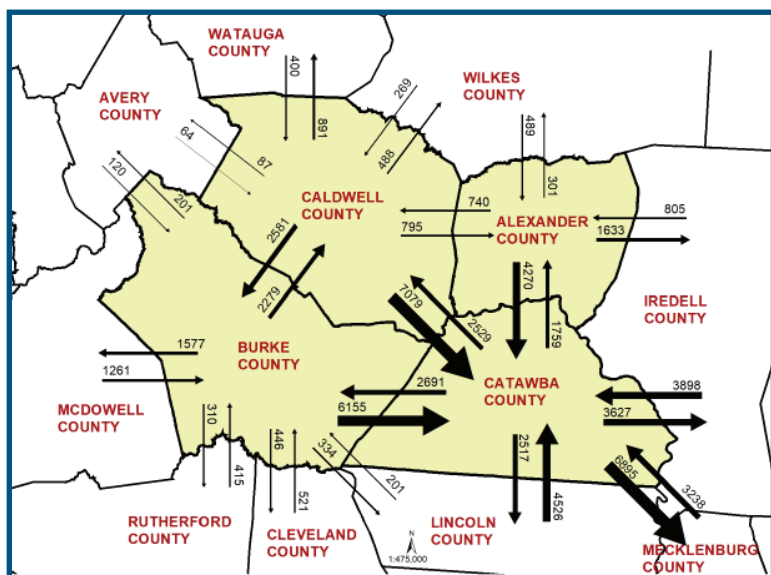 WATAUGA
COUNTY
400
891
269
488
WILKES
COUNTY
AVERY
COUNTY
64
87
120
201
489
301
CALDWELL
COUNTY
740
795
ALEXANDER
COUNTY
805
1633
2581
2279
4270
1759
7079
2529
IREDELL
COUNTY
BURKE
COUNTY
1577
1261
2691
6155
CATAWBA
COUNTY
3898
3627
MCDOWELL
COUNTY
310
415
446
521
334
201
2517
4526
6895
3238
RUTHERFORD
COUNTY
CLEVELAND
COUNTY
LINCOLN
COUNTY
N
1:475,000
MECKLENBURG
COUNTY